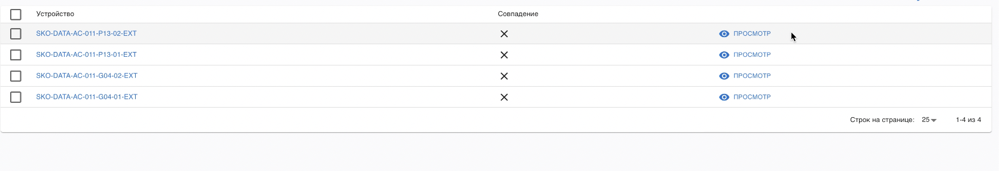 Устройство Совпадение
SKO-DATA-AC-011-P13-02-EXT ПРОСМОТР
SKO-DATA-AC-011-P13-01-EXT ПРОСМОТР
SKO-DATA-AC-011-G04-02-EXT ПРОСМОТР
SKO-DATA-AC-011-G04-01-EXT ПРОСМОТР
Строк на странице: 25 1-4 из 4